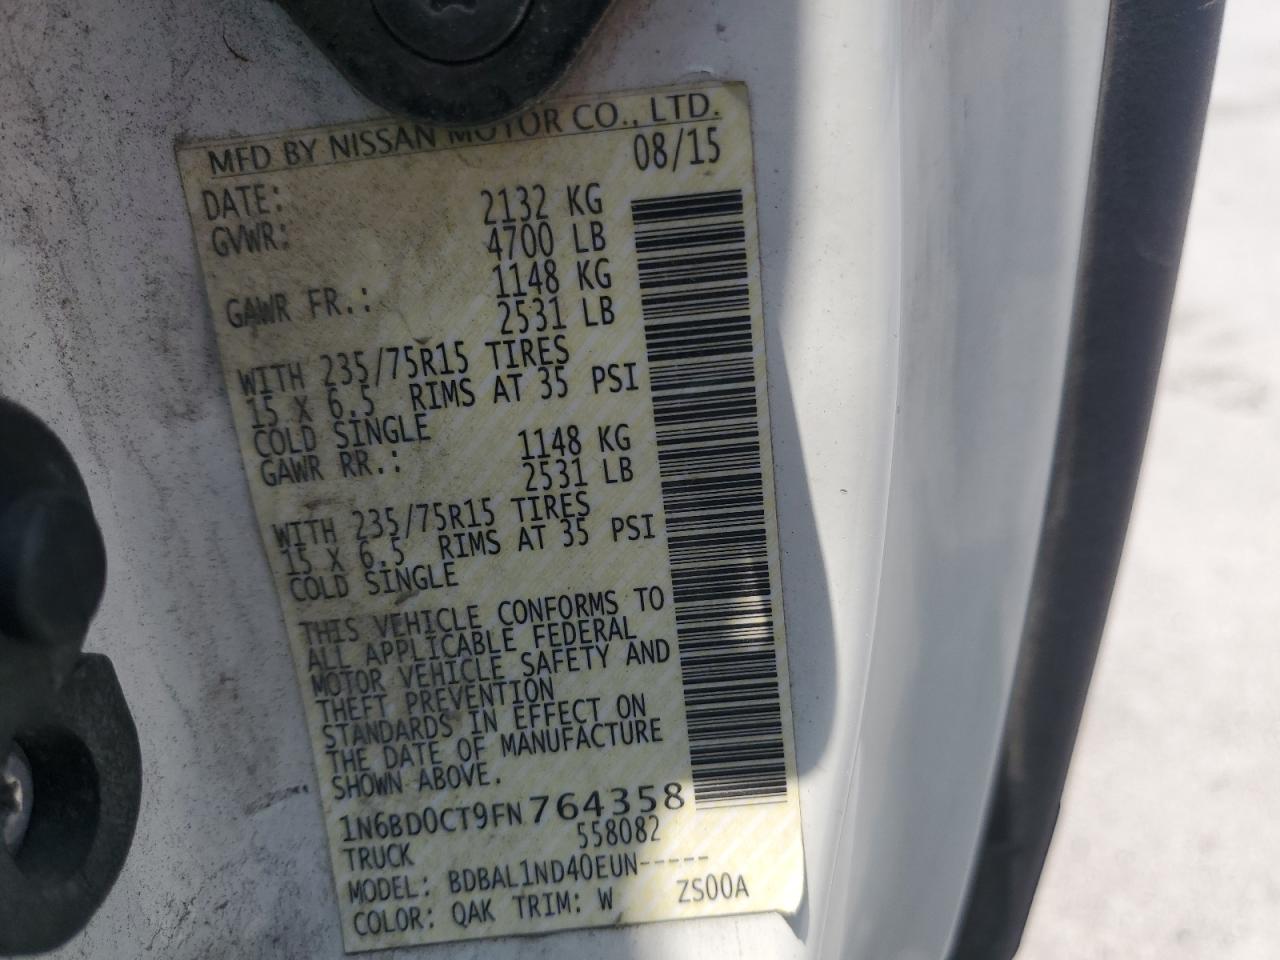 MFD BY NISSAN MOTOR CO., LTD.
DATE: 08/15
GVWR: 2132 KG
4700 LB
GAWR FR.: 1148 KG
2531 LB
WITH 235/75R15 TIRES
15 X 6.5 RIMS AT 35 PSI
COLD SINGLE
GAWR RR.: 1148 KG
2531 LB
WITH 235/75R15 TIRES
15 X 6.5 RIMS AT 35 PSI
COLD SINGLE
THIS VEHICLE CONFORMS TO
ALL APPLICABLE FEDERAL
MOTOR VEHICLE SAFETY AND
THEFT PREVENTION
STANDARDS IN EFFECT ON
THE DATE OF MANUFACTURE
SHOWN ABOVE.
1N6BD0CT9FN764358
TRUCK 558082
MODEL: BDBAL1ND40EUN-----
COLOR: QAK TRIM: W ZS00A